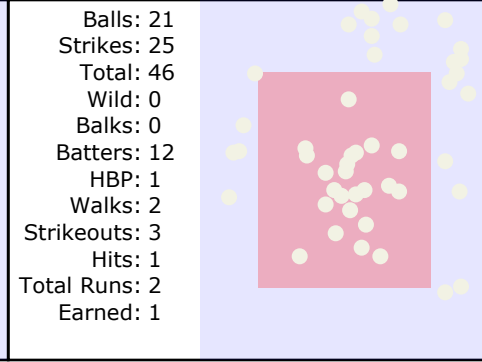 Balls: 21
Strikes: 25
Total: 46
Wild: 0
Balks: 0
Batters: 12
HBP: 1
Walks: 2
Strikeouts: 3
Hits: 1
Total Runs: 2
Earned: 1